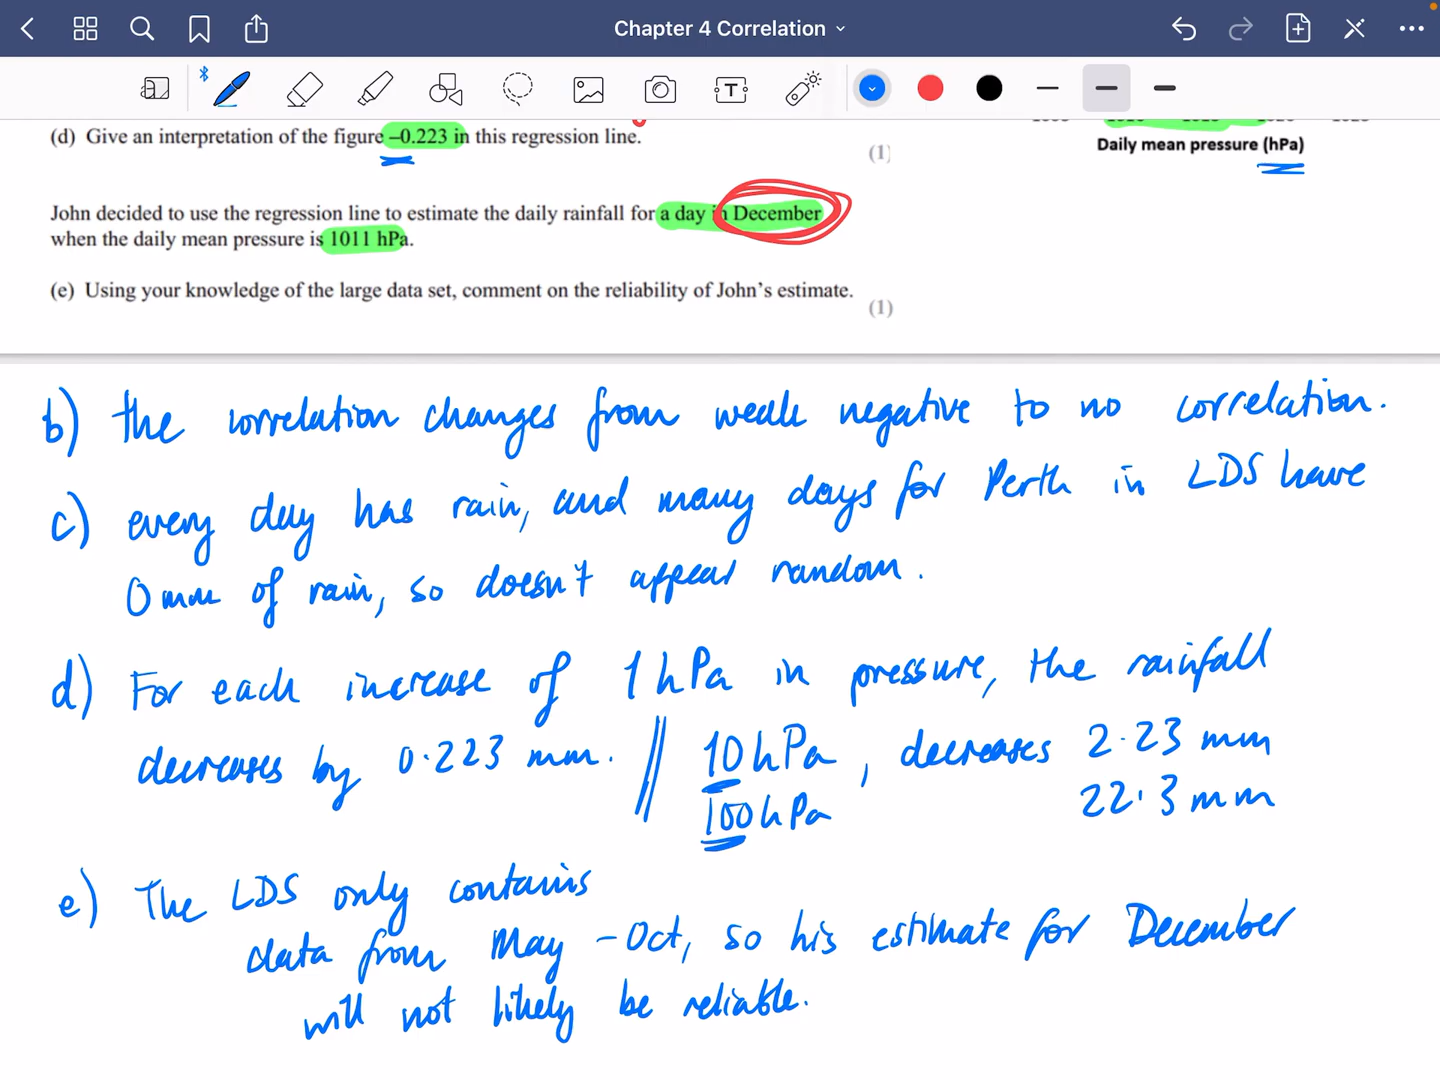 Chapter 4 Correlation
(d) Give an interpretation of the figure –0.223 in this regression line.
(1)
Daily mean pressure (hPa)
John decided to use the regression line to estimate the daily rainfall for a day in December
when the daily mean pressure is 1011 hPa.
(e) Using your knowledge of the large data set, comment on the reliability of John's estimate.
(1)
b) the correlation changes from weak negative to no correlation.
c) every day has rain, and many days for Perth in LDS have
0 mm of rain, so doesn't appear random.
d) For each increase of 1 hPa in pressure, the rainfall
decreases by 0.223 mm. // 10 hPa, decreases 2.23 mm
100 hPa 22.3 mm
e) The LDS only contains
data from May - Oct, so his estimate for December
will not likely be reliable.